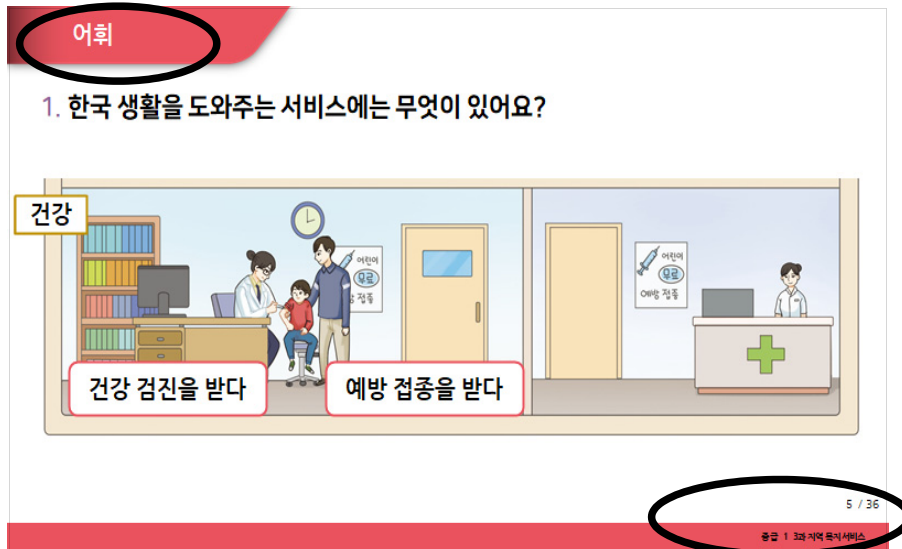 어휘
1. 한국 생활을 도와주는 서비스에는 무엇이 있어요?
건강
어린이
무료
방 접종
어린이
무료
예방 접종
건강 검진을 받다
예방 접종을 받다
5 / 36
중급 1 3과 지역 복지 서비스